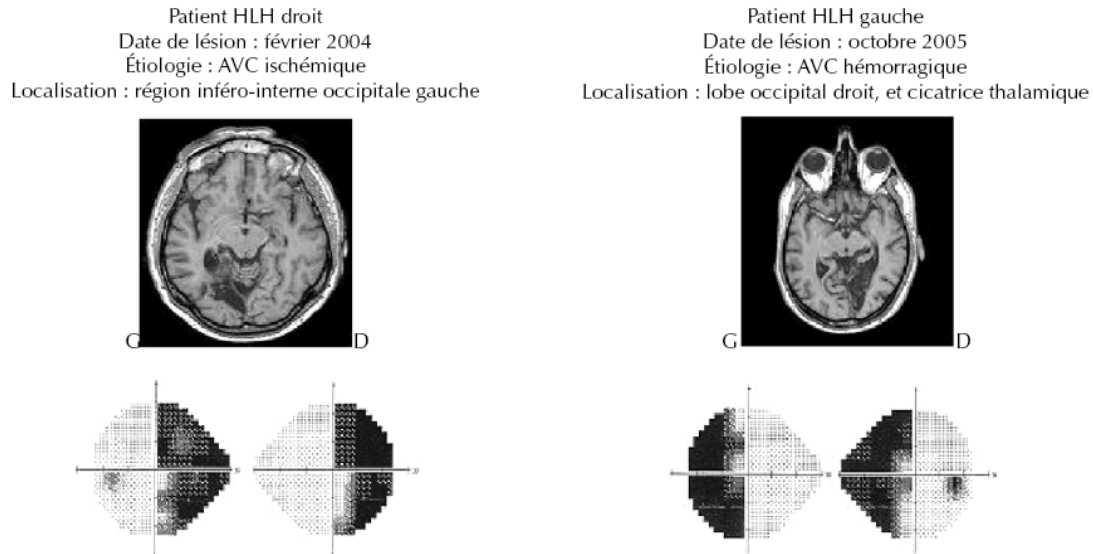 Patient HLH droit
Date de lésion : février 2004
Étiologie : AVC ischémique
Localisation : région inféro-interne occipitale gauche
G
D
Patient HLH gauche
Date de lésion : octobre 2005
Étiologie : AVC hémorragique
Localisation : lobe occipital droit, et cicatrice thalamique
G
D